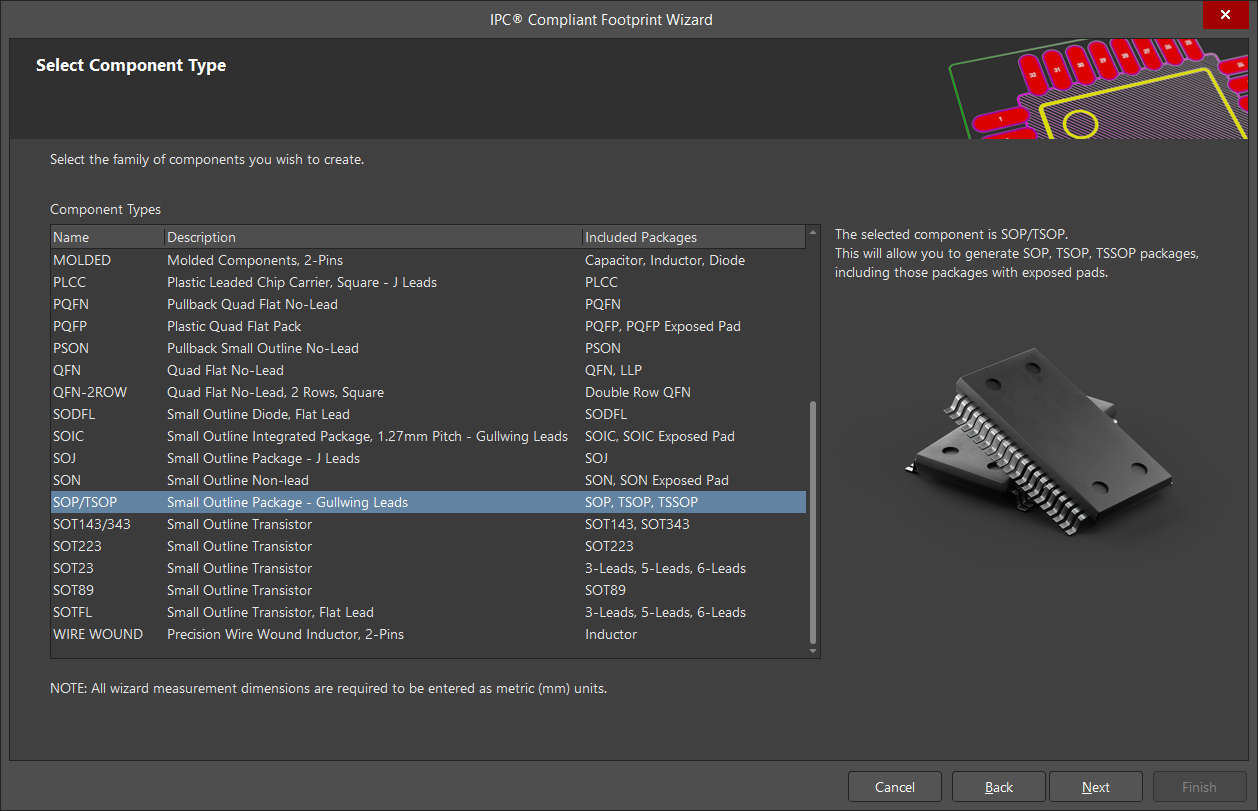 IPC® Compliant Footprint Wizard
Select Component Type
32 31 30 29 28 27 26 25
1
Select the family of components you wish to create.
Component Types
Name Description Included Packages
MOLDED Molded Components, 2-Pins Capacitor, Inductor, Diode
PLCC Plastic Leaded Chip Carrier, Square - J Leads PLCC
PQFN Pullback Quad Flat No-Lead PQFN
PQFP Plastic Quad Flat Pack PQFP, PQFP Exposed Pad
PSON Pullback Small Outline No-Lead PSON
QFN Quad Flat No-Lead QFN, LLP
QFN-2ROW Quad Flat No-Lead, 2 Rows, Square Double Row QFN
SODFL Small Outline Diode, Flat Lead SODFL
SOIC Small Outline Integrated Package, 1.27mm Pitch - Gullwing Leads SOIC, SOIC Exposed Pad
SOJ Small Outline Package - J Leads SOJ
SON Small Outline Non-lead SON, SON Exposed Pad
SOP/TSOP Small Outline Package - Gullwing Leads SOP, TSOP, TSSOP
SOT143/343 Small Outline Transistor SOT143, SOT343
SOT223 Small Outline Transistor SOT223
SOT23 Small Outline Transistor 3-Leads, 5-Leads, 6-Leads
SOT89 Small Outline Transistor SOT89
SOTFL Small Outline Transistor, Flat Lead 3-Leads, 5-Leads, 6-Leads
WIRE WOUND Precision Wire Wound Inductor, 2-Pins Inductor
The selected component is SOP/TSOP.
This will allow you to generate SOP, TSOP, TSSOP packages,
including those packages with exposed pads.
NOTE: All wizard measurement dimensions are required to be entered as metric (mm) units.
Cancel Back Next Finish